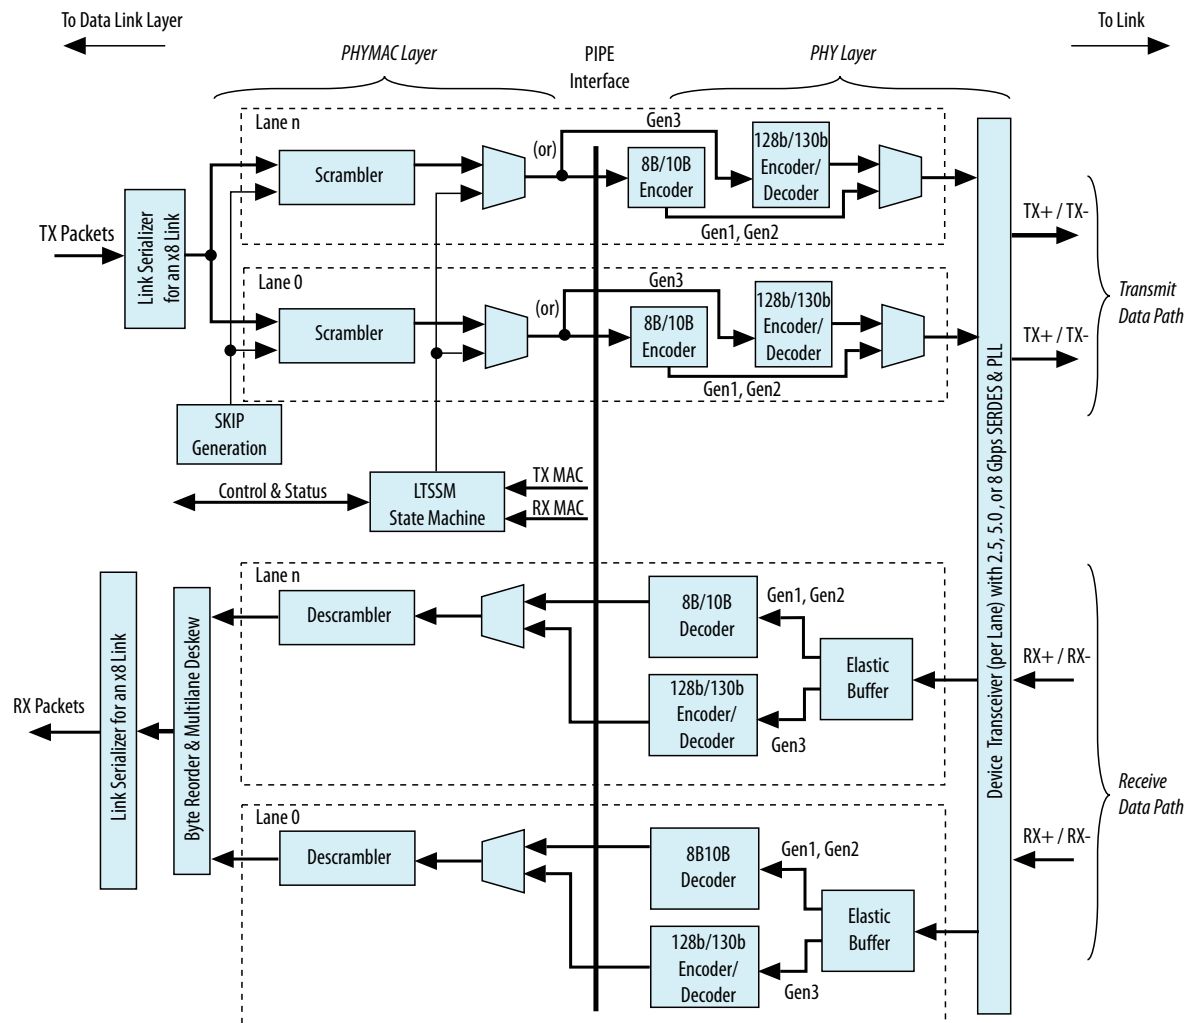 To Data Link Layer
PHYMAC Layer
PIPE
Interface
PHY Layer
To Link
Lane n
Scrambler
(or)
Gen3
8B/10B
Encoder
128b/130b
Encoder/
Decoder
Gen1, Gen2
TX Packets
Link Serializer
for an x8 Link
Lane 0
Scrambler
(or)
Gen3
8B/10B
Encoder
128b/130b
Encoder/
Decoder
Gen1, Gen2
SKIP
Generation
Control & Status
LTSSM
State Machine
TX MAC
RX MAC
Device Transceiver (per Lane) with 2.5, 5.0 , or 8 Gbps SERDES & PLL
TX+ / TX-
TX+ / TX-
Transmit
Data Path
Lane n
Descrambler
8B/10B
Decoder
Gen1, Gen2
128b/130b
Encoder/
Decoder
Gen3
Elastic
Buffer
RX Packets
Link Serializer for an x8 Link
Byte Reorder & Multilane Deskew
Lane 0
Descrambler
8B10B
Decoder
Gen1, Gen2
128b/130b
Encoder/
Decoder
Gen3
Elastic
Buffer
RX+ / RX-
RX+ / RX-
Receive
Data Path